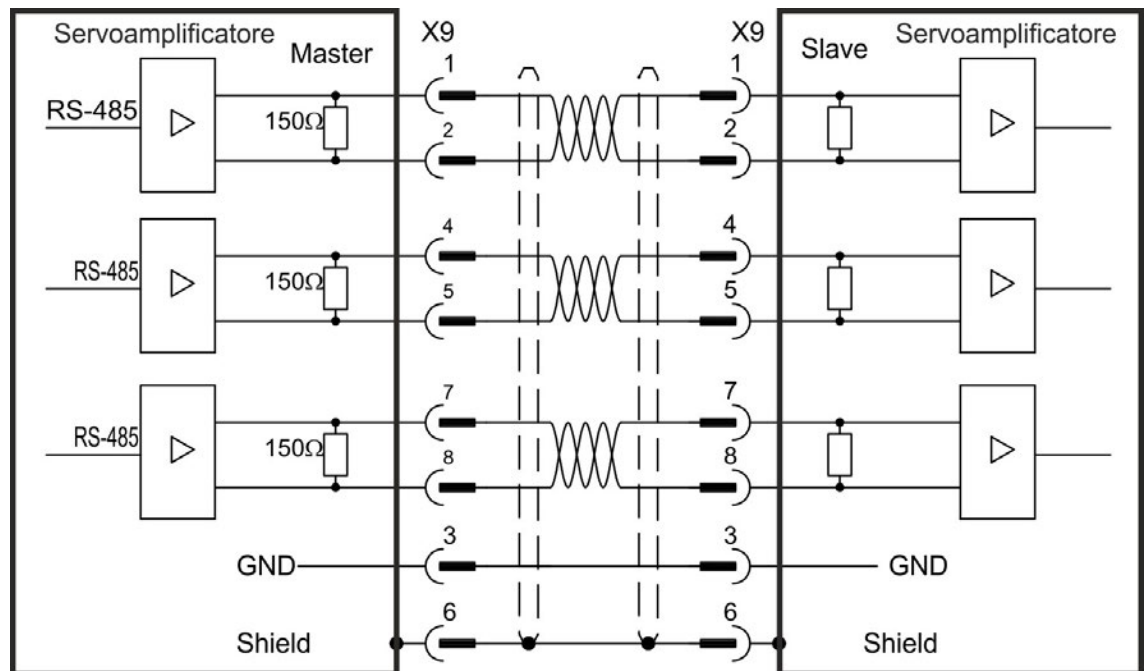 Servoamplificatore
Master
X9
X9
Slave
Servoamplificatore
1
1
RS-485
150Ω
2
2
4
4
RS-485
150Ω
5
5
7
7
RS-485
150Ω
8
8
3
3
GND
GND
6
6
Shield
Shield